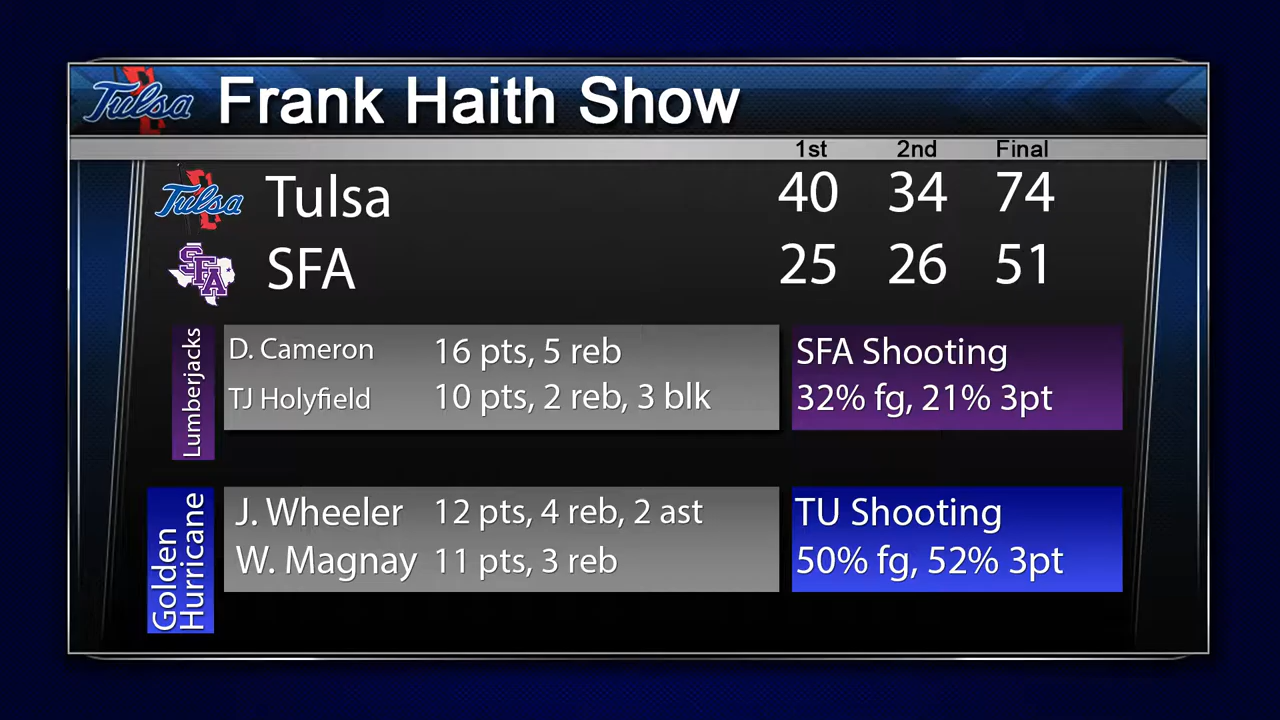 Tulsa Frank Haith Show
1st 2nd Final
Tulsa Tulsa 40 34 74
SFA SFA 25 26 51
Lumberjacks
D. Cameron 16 pts, 5 reb
TJ Holyfield 10 pts, 2 reb, 3 blk
SFA Shooting
32% fg, 21% 3pt
Golden
Hurricane
J. Wheeler 12 pts, 4 reb, 2 ast
W. Magnay 11 pts, 3 reb
TU Shooting
50% fg, 52% 3pt